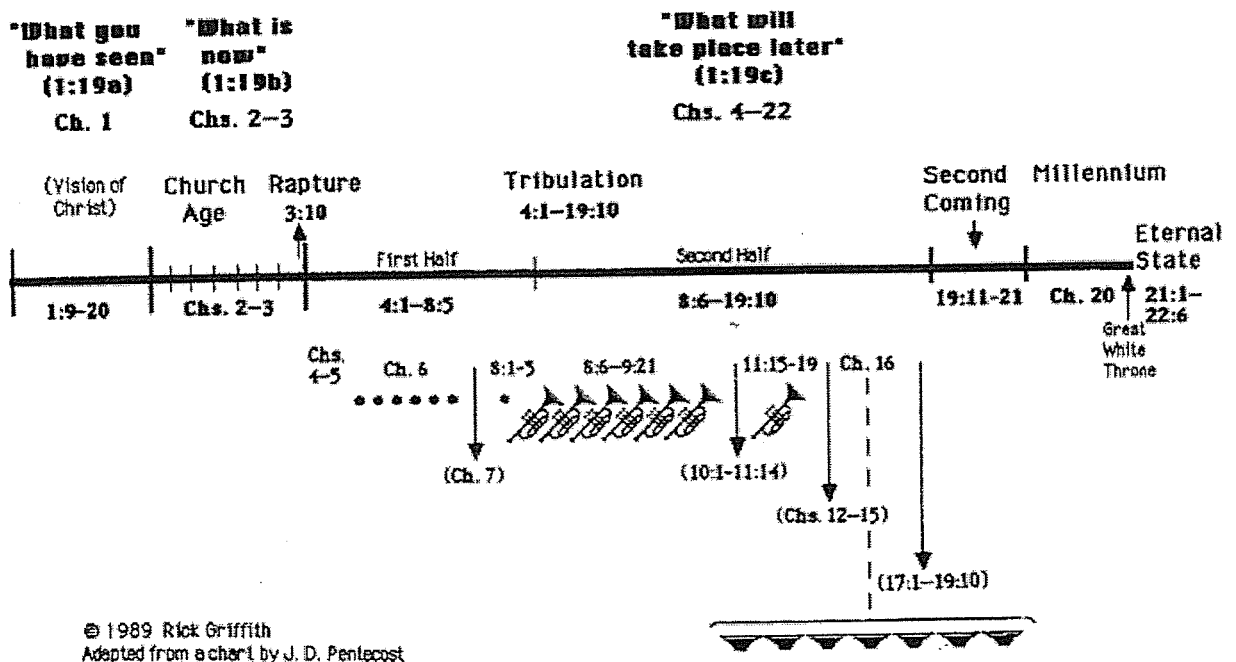 "What you
have seen"
(1:19a)
Ch. 1
"What is
now"
(1:19b)
Chs. 2–3
"What will
take place later"
(1:19c)
Chs. 4–22
(Vision of
Christ)
Church
Age
Rapture
3:10
Tribulation
4:1–19:10
Second
Coming
Millennium
Eternal
State
First Half
Second Half
1:9–20
Chs. 2–3
4:1–8:5
8:6–19:10
19:11-21
Ch. 20
21:1–
22:6
Great
White
Throne
Chs.
4–5
Ch. 6
8:1-5
8:6–9:21
11:15-19
Ch. 16
(Ch. 7)
(10:1-11:14)
(Chs. 12–15)
(17:1–19:10)
© 1989 Rick Griffith
Adapted from a chart by J. D. Pentecost